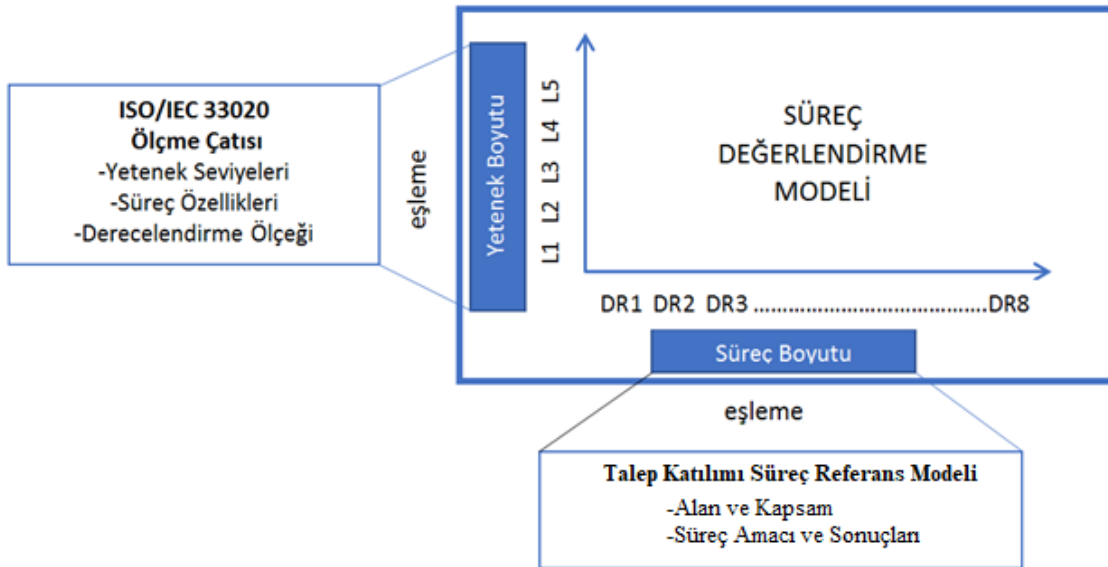 ISO/IEC 33020
Ölçme Çatısı
-Yetenek Seviyeleri
-Süreç Özellikleri
-Derecelendirme Ölçeği
eşleme
Yetenek Boyutu
L1 L2 L3 L4 L5
SÜREÇ
DEĞERLENDİRME
MODELİ
DR1 DR2 DR3 ..............................................DR8
Süreç Boyutu
eşleme
Talep Katılımı Süreç Referans Modeli
-Alan ve Kapsam
-Süreç Amacı ve Sonuçları